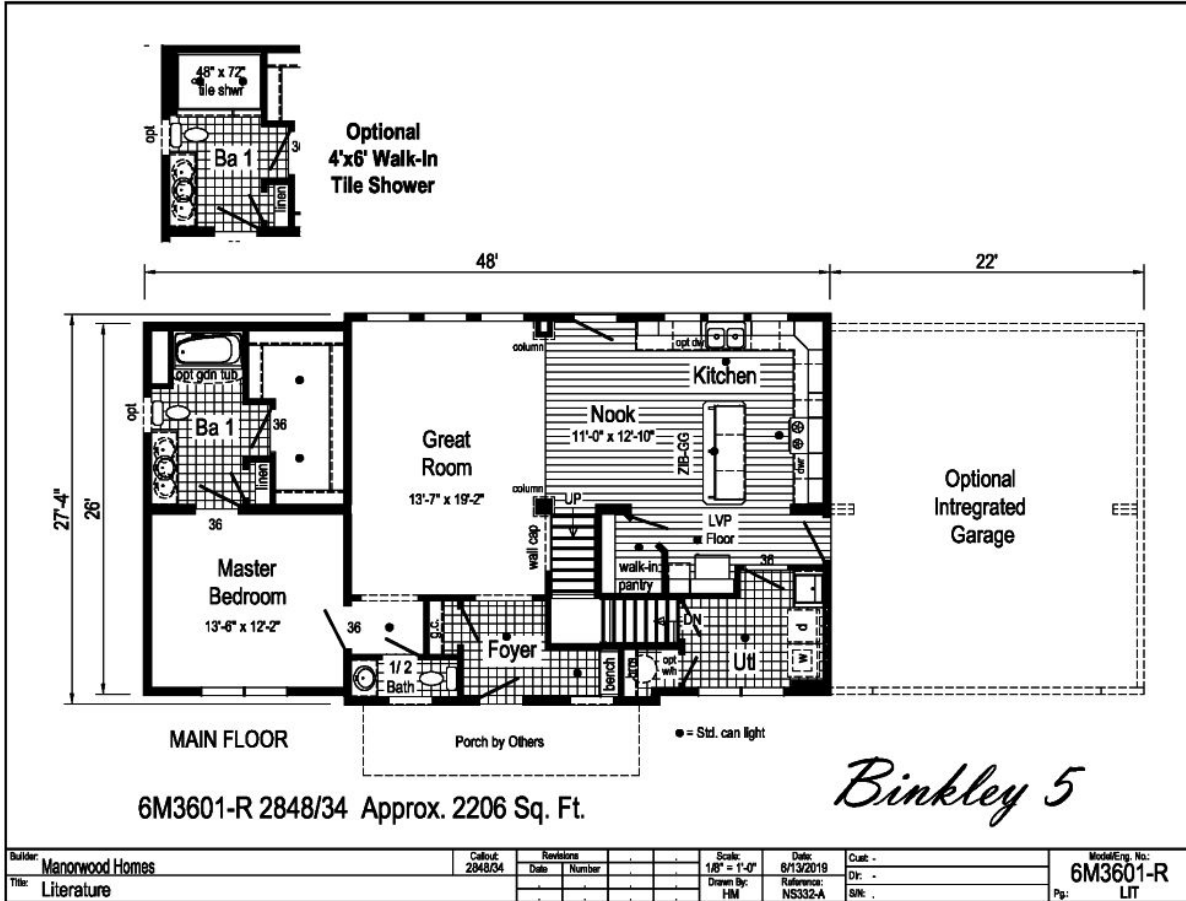 48" x 72"
tile shwr
opt
Ba 1
linen
Optional
4'x6' Walk-In
Tile Shower
48'
22'
27'-4"
26'
opt gdn tub
opt
Ba 1
36
linen
36
Master
Bedroom
13'-6" x 12'-2"
36
Great
Room
13'-7" x 19'-2"
column
column
wall cap
UP
Nook
11'-0" x 12'-10"
opt dw
Kitchen
ZIB-GG
dwr
LVP
Floor
walk-in
pantry
36
DN
g.c.
Foyer
1/2
Bath
bench
opt
w/h
Utl
d
w
Optional
Intregrated
Garage
MAIN FLOOR
Porch by Others
= Std. can light
6M3601-R 2848/34 Approx. 2206 Sq. Ft.
Binkley 5
Builder: Manorwood Homes
Title: Literature
Callout:
2848/34
Revisions
Date Number
Scale:
1/8" = 1'-0"
Drawn By:
HM
Date:
6/13/2019
Reference:
NS332-A
Cust: -
Dir: -
S/N: .
Model/Eng. No.:
6M3601-R
Pg.: LIT